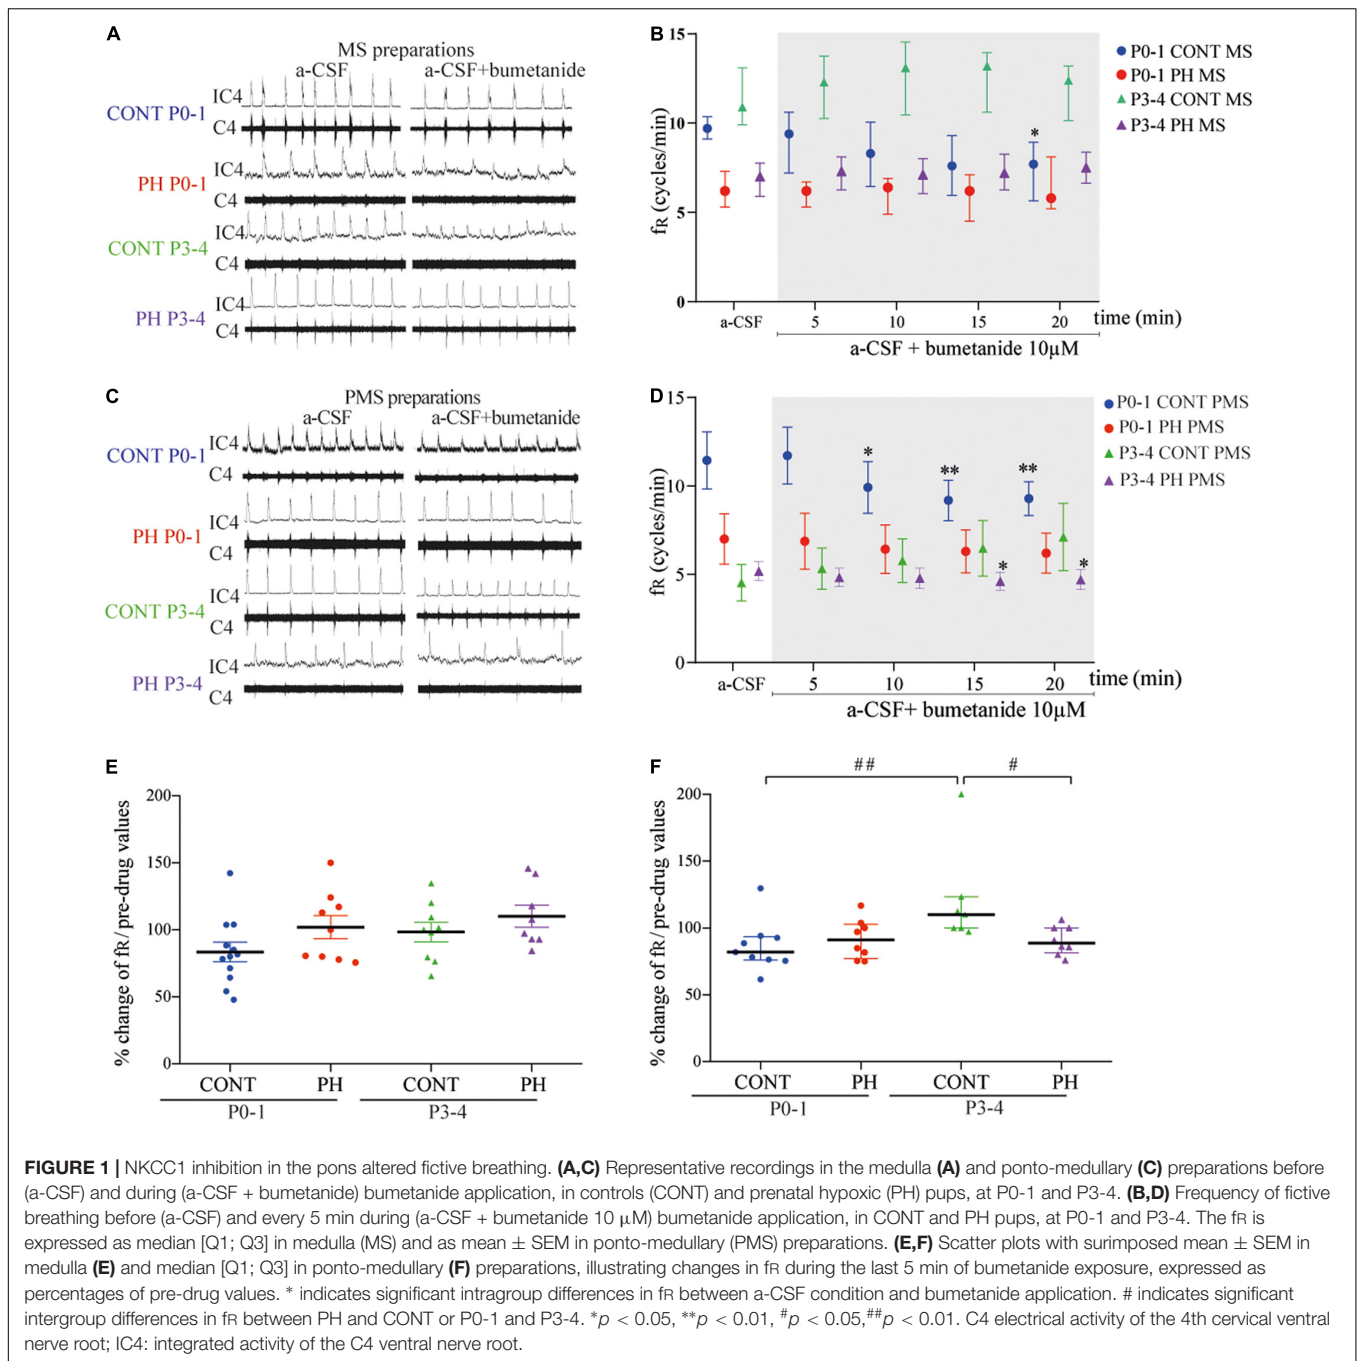 A
MS preparations
a-CSF a-CSF+bumetanide
CONT P0-1
IC4
C4
PH P0-1
IC4
C4
CONT P3-4
IC4
C4
PH P3-4
IC4
C4
B
15
10
5
0
fR (cycles/min)
*
a-CSF 5 10 15 20 time (min)
a-CSF + bumetanide 10µM
P0-1 CONT MS
P0-1 PH MS
P3-4 CONT MS
P3-4 PH MS
C
PMS preparations
a-CSF a-CSF+bumetanide
CONT P0-1
IC4
C4
PH P0-1
IC4
C4
CONT P3-4
IC4
C4
PH P3-4
IC4
C4
D
15
10
5
0
fR (cycles/min)
* ** **
* *
a-CSF 5 10 15 20 time (min)
a-CSF+ bumetanide 10µM
P0-1 CONT PMS
P0-1 PH PMS
P3-4 CONT PMS
P3-4 PH PMS
E
% change of fR/ pre-drug values
200
150
100
50
0
CONT PH CONT PH
P0-1 P3-4
F
## #
% change of fR/ pre-drug values
200
150
100
50
0
CONT PH CONT PH
P0-1 P3-4
FIGURE 1 | NKCC1 inhibition in the pons altered fictive breathing. (A,C) Representative recordings in the medulla (A) and ponto-medullary (C) preparations before
(a-CSF) and during (a-CSF + bumetanide) bumetanide application, in controls (CONT) and prenatal hypoxic (PH) pups, at P0-1 and P3-4. (B,D) Frequency of fictive
breathing before (a-CSF) and every 5 min during (a-CSF + bumetanide 10 µM) bumetanide application, in CONT and PH pups, at P0-1 and P3-4. The fR is
expressed as median [Q1; Q3] in medulla (MS) and as mean ± SEM in ponto-medullary (PMS) preparations. (E,F) Scatter plots with surimposed mean ± SEM in
medulla (E) and median [Q1; Q3] in ponto-medullary (F) preparations, illustrating changes in fR during the last 5 min of bumetanide exposure, expressed as
percentages of pre-drug values. * indicates significant intragroup differences in fR between a-CSF condition and bumetanide application. # indicates significant
intergroup differences in fR between PH and CONT or P0-1 and P3-4. *p < 0.05, **p < 0.01, #p < 0.05,##p < 0.01. C4 electrical activity of the 4th cervical ventral
nerve root; IC4: integrated activity of the C4 ventral nerve root.